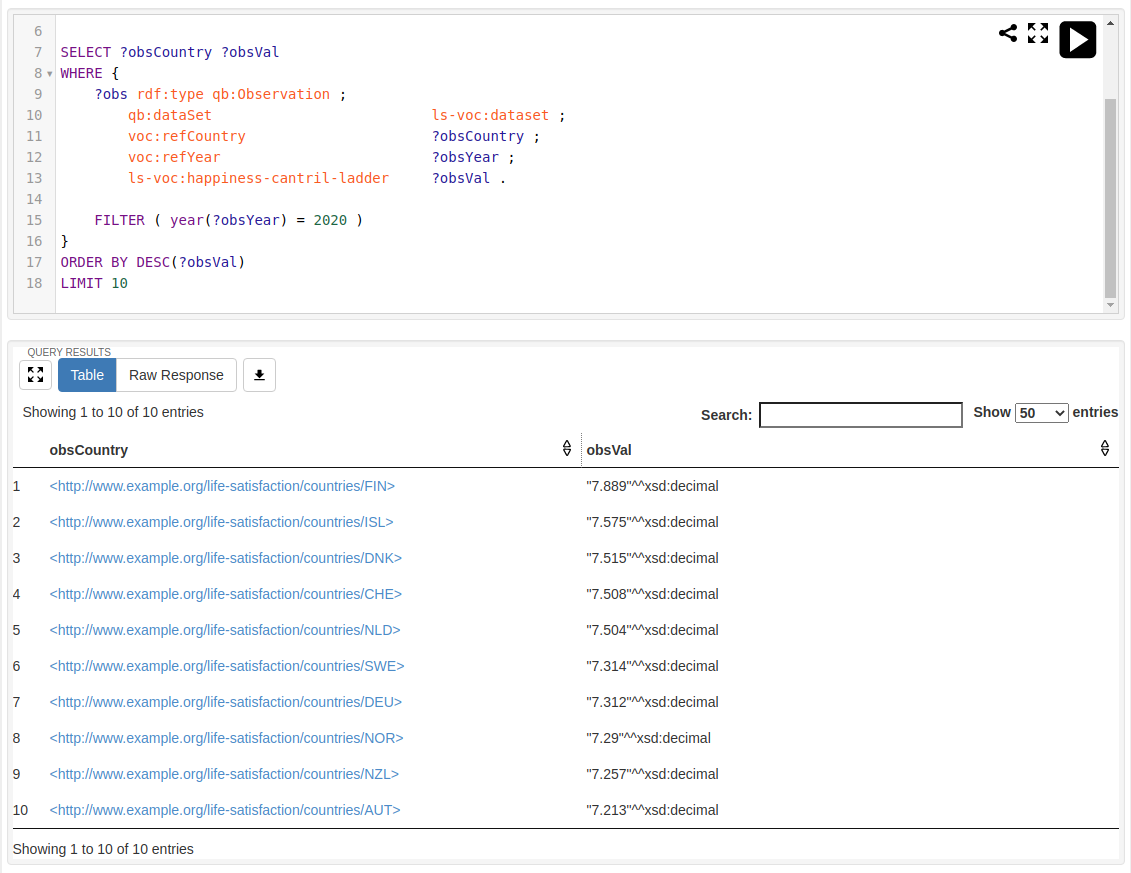 6
7 SELECT ?obsCountry ?obsVal
8 WHERE {
9 ?obs rdf:type qb:Observation ;
10 qb:dataSet ls-voc:dataset ;
11 voc:refCountry ?obsCountry ;
12 voc:refYear ?obsYear ;
13 ls-voc:happiness-cantril-ladder ?obsVal .
14
15 FILTER ( year(?obsYear) = 2020 )
16 }
17 ORDER BY DESC(?obsVal)
18 LIMIT 10
QUERY RESULTS
Table Raw Response
Showing 1 to 10 of 10 entries Search: Show 50 entries
obsCountry obsVal
1 <http://www.example.org/life-satisfaction/countries/FIN> "7.889"^^xsd:decimal
2 <http://www.example.org/life-satisfaction/countries/ISL> "7.575"^^xsd:decimal
3 <http://www.example.org/life-satisfaction/countries/DNK> "7.515"^^xsd:decimal
4 <http://www.example.org/life-satisfaction/countries/CHE> "7.508"^^xsd:decimal
5 <http://www.example.org/life-satisfaction/countries/NLD> "7.504"^^xsd:decimal
6 <http://www.example.org/life-satisfaction/countries/SWE> "7.314"^^xsd:decimal
7 <http://www.example.org/life-satisfaction/countries/DEU> "7.312"^^xsd:decimal
8 <http://www.example.org/life-satisfaction/countries/NOR> "7.29"^^xsd:decimal
9 <http://www.example.org/life-satisfaction/countries/NZL> "7.257"^^xsd:decimal
10 <http://www.example.org/life-satisfaction/countries/AUT> "7.213"^^xsd:decimal
Showing 1 to 10 of 10 entries